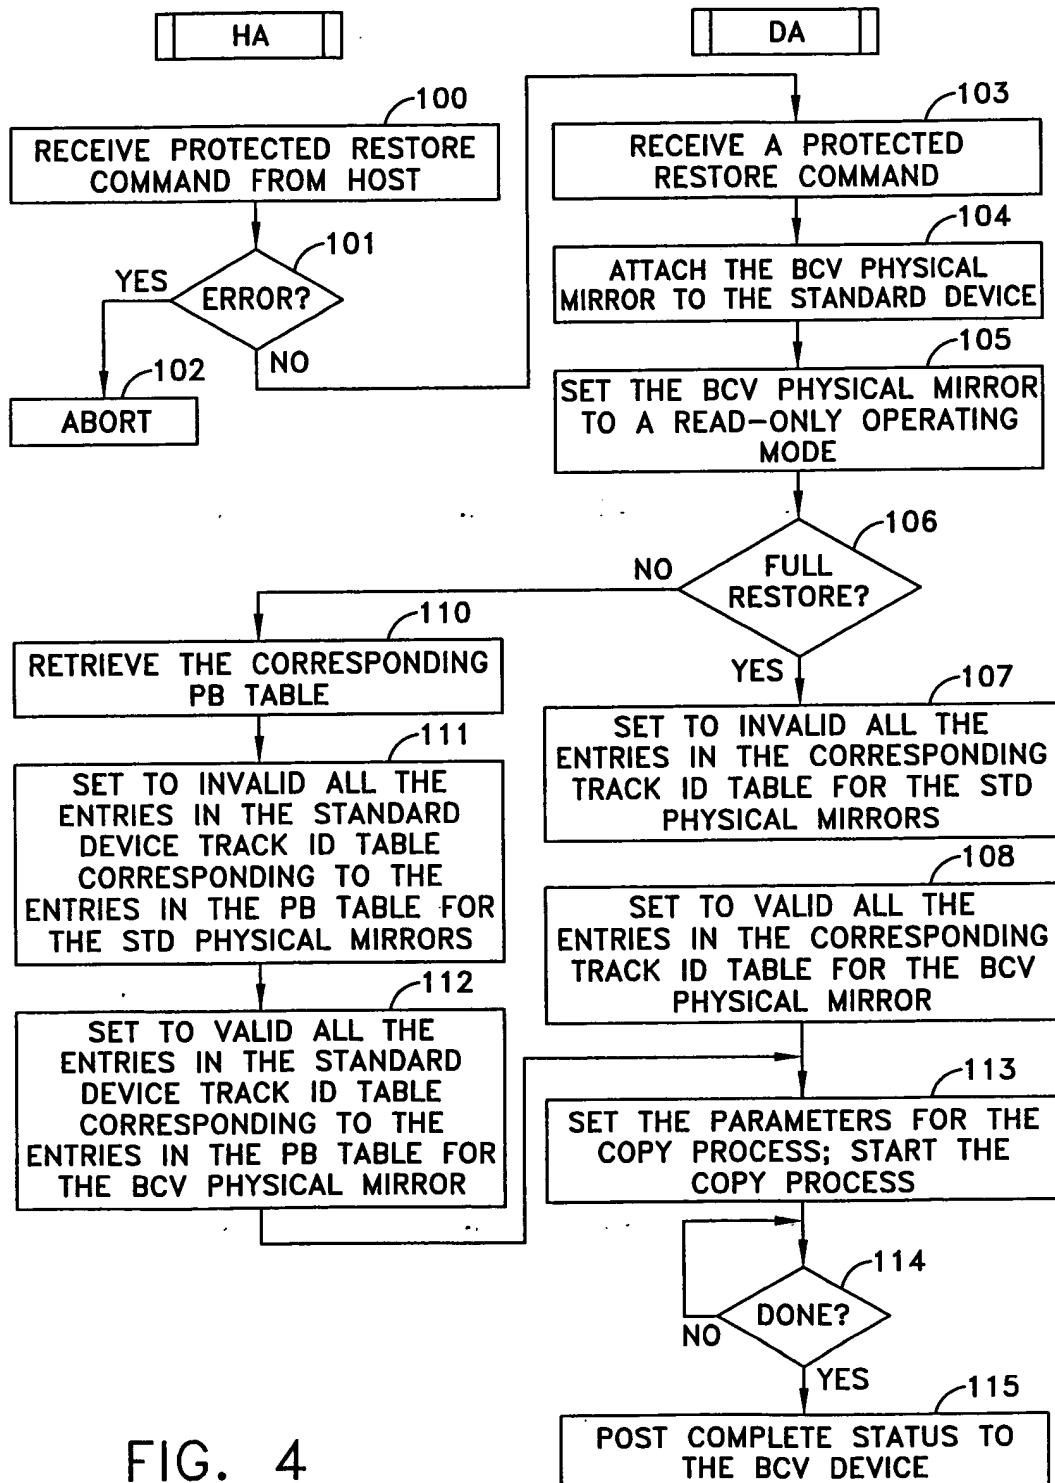 HA
DA
100
RECEIVE PROTECTED RESTORE
COMMAND FROM HOST
101
ERROR?
YES
NO
102
ABORT
103
RECEIVE A PROTECTED
RESTORE COMMAND
104
ATTACH THE BCV PHYSICAL
MIRROR TO THE STANDARD DEVICE
105
SET THE BCV PHYSICAL MIRROR
TO A READ-ONLY OPERATING
MODE
106
FULL
RESTORE?
NO
YES
110
RETRIEVE THE CORRESPONDING
PB TABLE
111
SET TO INVALID ALL THE
ENTRIES IN THE STANDARD
DEVICE TRACK ID TABLE
CORRESPONDING TO THE
ENTRIES IN THE PB TABLE FOR
THE STD PHYSICAL MIRRORS
112
SET TO VALID ALL THE
ENTRIES IN THE STANDARD
DEVICE TRACK ID TABLE
CORRESPONDING TO THE
ENTRIES IN THE PB TABLE FOR
THE BCV PHYSICAL MIRROR
107
SET TO INVALID ALL THE
ENTRIES IN THE CORRESPONDING
TRACK ID TABLE FOR THE STD
PHYSICAL MIRRORS
108
SET TO VALID ALL THE
ENTRIES IN THE CORRESPONDING
TRACK ID TABLE FOR THE BCV
PHYSICAL MIRROR
113
SET THE PARAMETERS FOR THE
COPY PROCESS; START THE
COPY PROCESS
114
DONE?
NO
YES
115
POST COMPLETE STATUS TO
THE BCV DEVICE
FIG. 4